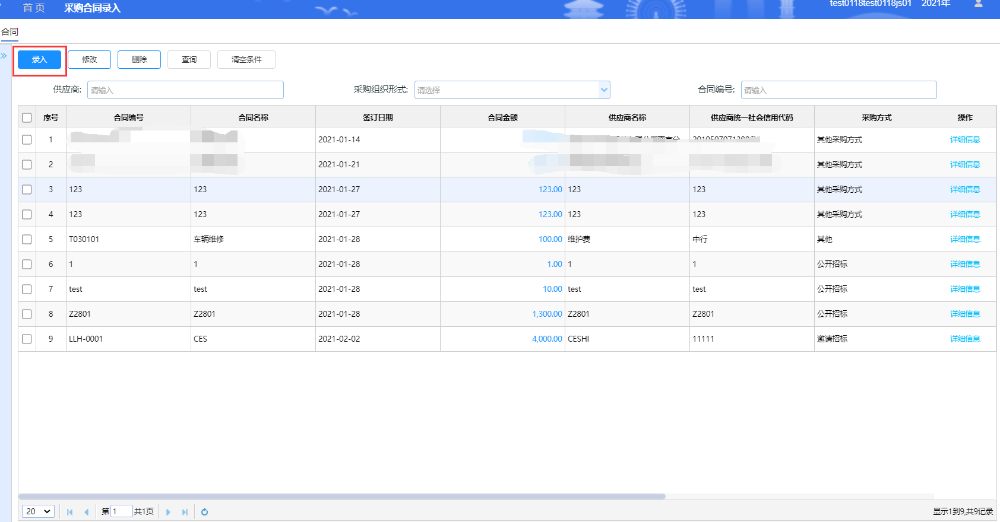 首页 采购合同录入 test0118test0118js01 2021年
合同
录入 修改 删除 查询 清空条件
供应商: 请输入 采购组织形式: 请选择 合同编号: 请输入
序号 合同编号 合同名称 签订日期 合同金额 供应商名称 供应商统一社会信用代码 采购方式 操作
1 2021-01-14 其他采购方式 详细信息
2 2021-01-21 其他采购方式 详细信息
3 123 123 2021-01-27 123.00 123 123 其他采购方式 详细信息
4 123 123 2021-01-27 123.00 123 123 其他采购方式 详细信息
5 T030101 车辆维修 2021-01-28 100.00 维护费 中行 其他 详细信息
6 1 1 2021-01-28 1.00 1 1 公开招标 详细信息
7 test test 2021-01-28 10.00 test test 公开招标 详细信息
8 Z2801 Z2801 2021-01-28 1,300.00 Z2801 Z2801 公开招标 详细信息
9 LLH-0001 CES 2021-02-02 4,000.00 CESHI 11111 邀请招标 详细信息
20 第 1 共1页 显示1到9,共9记录